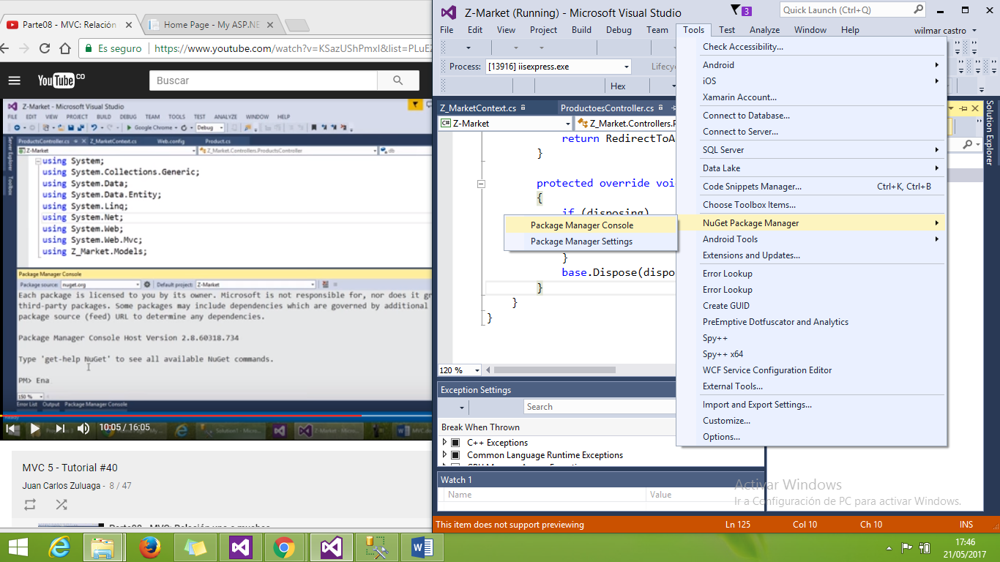 Parte08 - MVC: Relación
Home Page - My ASP.NE
Es seguro
https://www.youtube.com/watch?v=KSazUShPmxI&list=PLuEZ
YouTube CO
Buscar
Z-Market - Microsoft Visual Studio
FILE EDIT VIEW PROJECT BUILD DEBUG TEAM TOOLS TEST ANALYZE WINDOW HELP
Google Chrome
Debug
ProductsController.cs
Z_MarketContext.cs
Web.config
Product.cs
Server Explorer
Toolbox
Z-Market
Z_Market.Controllers.ProductsController
db
using System;
using System.Collections.Generic;
using System.Data;
using System.Data.Entity;
using System.Linq;
using System.Net;
using System.Web;
using System.Web.Mvc;
using Z_Market.Models;
Package Manager Console
Package source: nuget.org
Default project: Z-Market
Each package is licensed to you by its owner. Microsoft is not responsible for, nor does it gr
third-party packages. Some packages may include dependencies which are governed by additional
package source (feed) URL to determine any dependencies.
Package Manager Console Host Version 2.8.60318.734
Type 'get-help NuGet' to see all available NuGet commands.
PM> Ena
150 %
Error List Output Package Manager Console
Ready
10:05 / 16:05
MVC 5 - Tutorial #40
Juan Carlos Zuluaga - 8 / 47
Parte08 - MVC: Relación uno a muchos
Z-Market (Running) - Microsoft Visual Studio
3
Quick Launch (Ctrl+Q)
File Edit View Project Build Debug Team Tools Test Analyze Window Help
wilmar castro
Process: [13916] iisexpress.exe
Lifecyc
Hex
Z_MarketContext.cs
ProductoesController.cs
Z-Market
Z_Market.Controllers.P
return RedirectToA
}
protected override voi
{
if (disposing)
}
base.Dispose(dispo
}
}
}
120 %
Exception Settings
Search
Break When Thrown
C++ Exceptions
Common Language Runtime Exceptions
Watch 1
Name
Value
Check Accessibility...
Android
iOS
Xamarin Account...
Connect to Database...
Connect to Server...
SQL Server
Data Lake
Code Snippets Manager... Ctrl+K, Ctrl+B
Choose Toolbox Items...
NuGet Package Manager
Package Manager Console
Package Manager Settings
Android Tools
Extensions and Updates...
Error Lookup
Error Lookup
Create GUID
PreEmptive Dotfuscator and Analytics
Spy++
Spy++ x64
WCF Service Configuration Editor
External Tools...
Import and Export Settings...
Customize...
Options...
Solution Explorer
Server Explorer
Activar Windows
Ir a Configuración de PC para activar Windows.
This item does not support previewing
Ln 125
Col 10
Ch 10
INS
17:46
21/05/2017